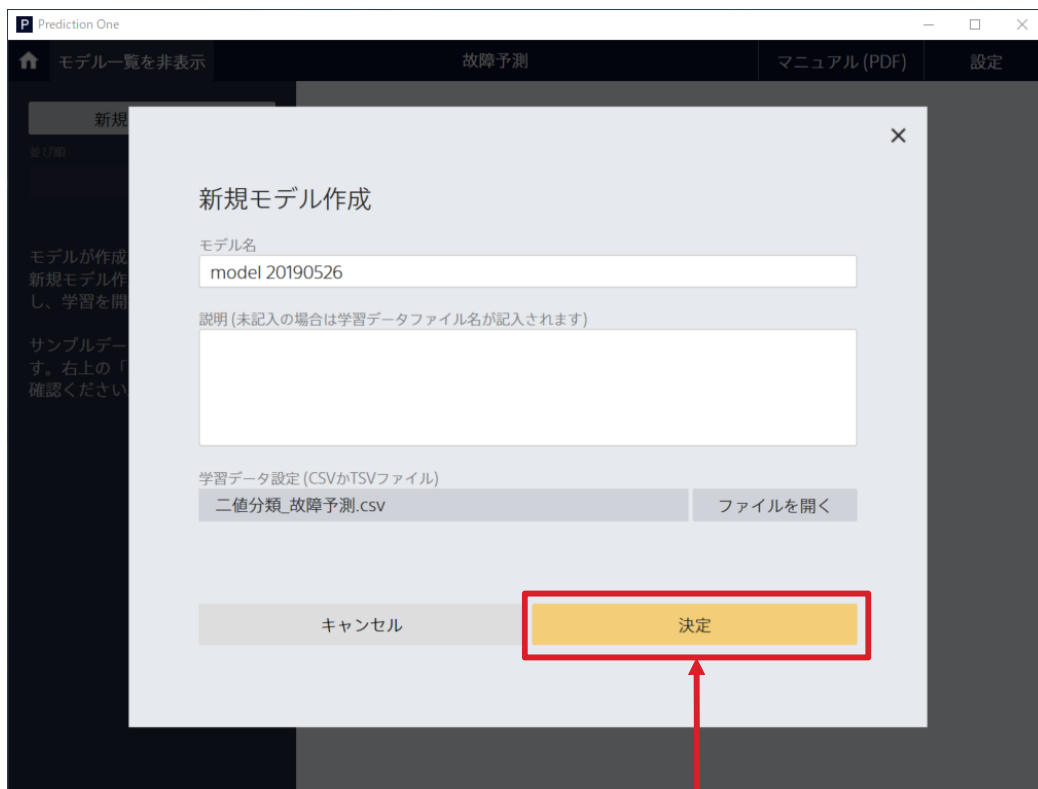 P Prediction One
モデル一覧を非表示
故障予測
マニュアル (PDF)
設定
新規
並び順
モデルが作成
新規モデル作
し、学習を開
サンプルデー
す。右上の「
確認ください
新規モデル作成
モデル名
model 20190526
説明 (未記入の場合は学習データファイル名が記入されます)
学習データ設定 (CSVかTSVファイル)
二値分類_故障予測.csv
ファイルを開く
キャンセル
決定